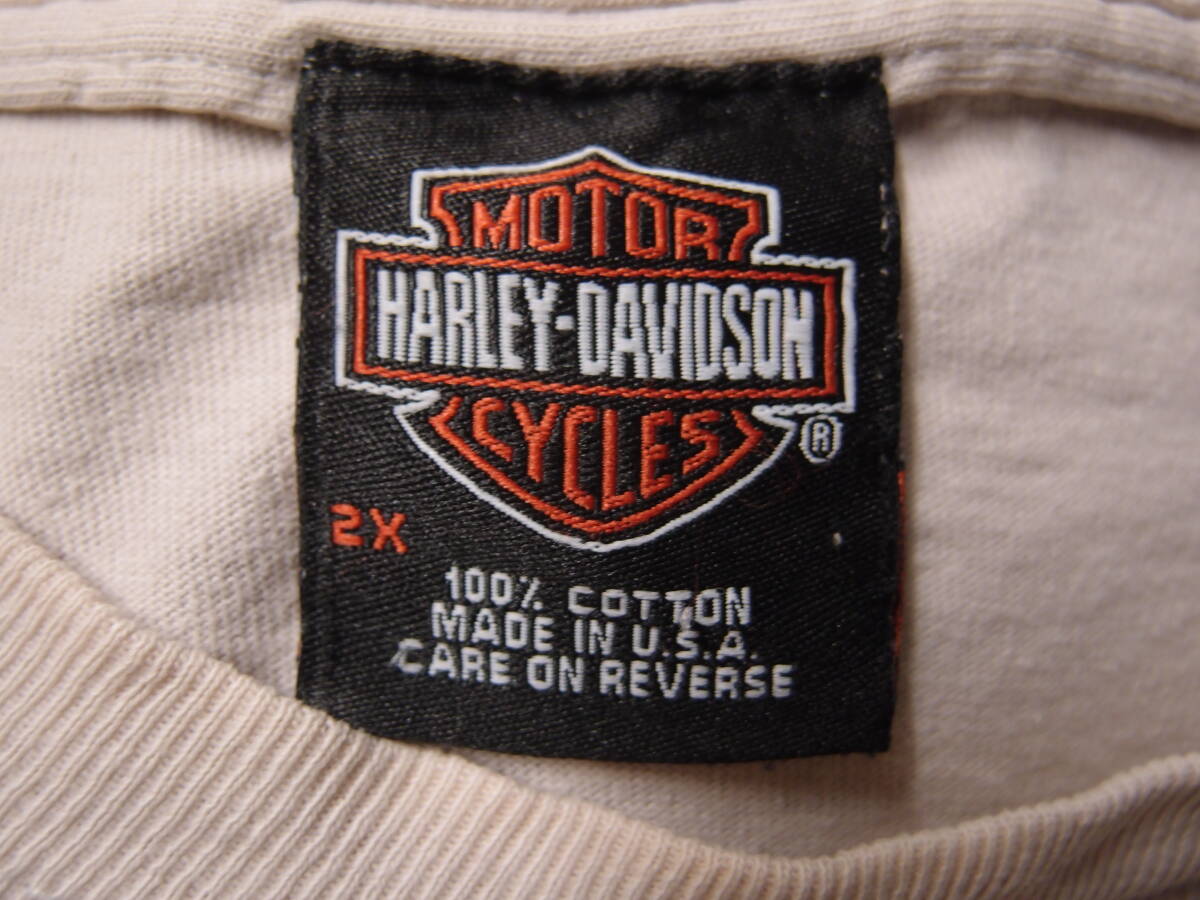 MOTOR
HARLEY-DAVIDSON
CYCLES
®
2X
100% COTTON
MADE IN U.S.A.
CARE ON REVERSE